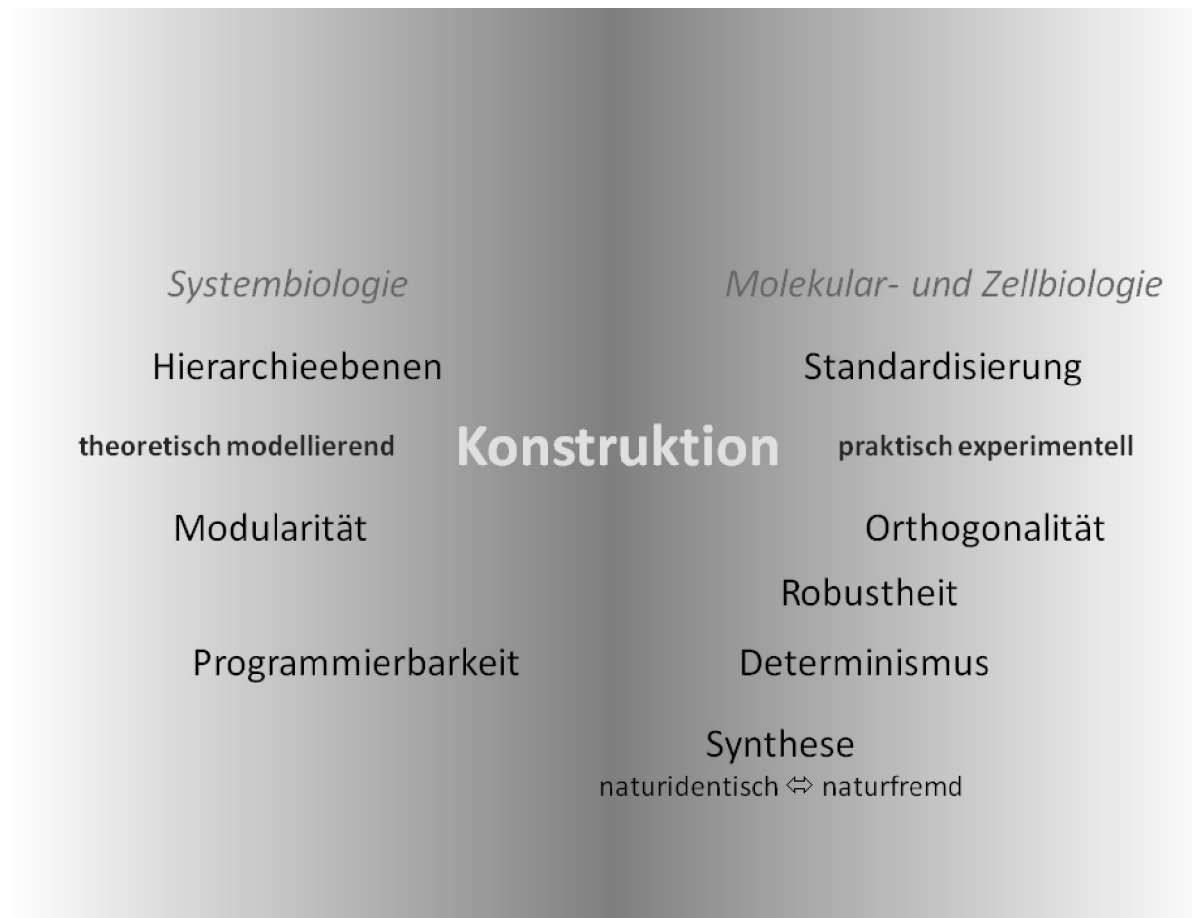 Systembiologie Molekular- und Zellbiologie
Hierarchieebenen Standardisierung
theoretisch modellierend Konstruktion praktisch experimentell
Modularität Orthogonalität
Robustheit
Programmierbarkeit Determinismus
Synthese
naturidentisch ⇔ naturfremd